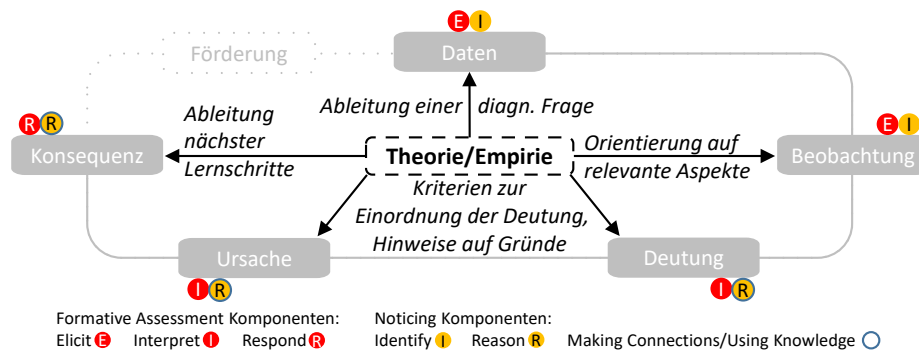 E I
Förderung
Daten
Ableitung einer diagn. Frage
R R
Ableitung
nächster
Lernschritte
E I
Konsequenz
Theorie/Empirie
Orientierung auf
relevante Aspekte
Beobachtung
Kriterien zur
Einordnung der Deutung,
Hinweise auf Gründe
Ursache
Deutung
I R
I R
Formative Assessment Komponenten:
Noticing Komponenten:
Elicit E Interpret I Respond R
Identify I Reason R Making Connections/Using Knowledge